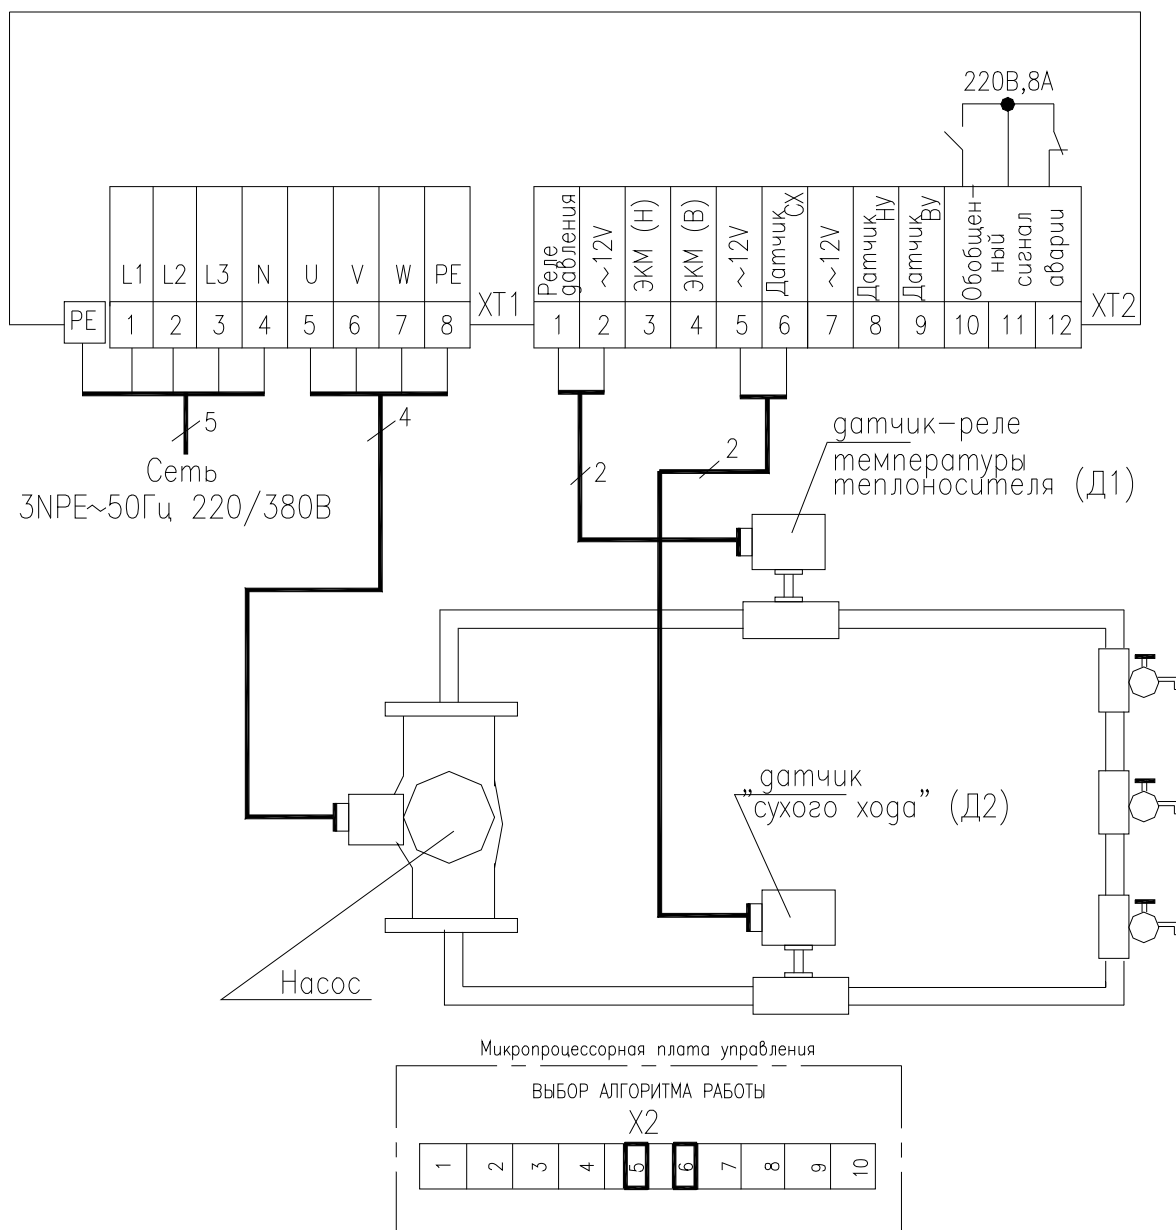 220В,8А
L1 L2 L3 N U V W PE
Реле
давления
~12V
ЭКМ (Н)
ЭКМ (В)
~12V
Датчик
СХ
~12V
Датчик
Ну
Датчик
Ву
Обобщен-
ный
сигнал
аварии
PE 1 2 3 4 5 6 7 8 XT1
1 2 3 4 5 6 7 8 9 10 11 12 XT2
5
4
2
2
Сеть
3NPE~50Гц 220/380В
датчик-реле
температуры
теплоносителя (Д1)
датчик
"сухого хода" (Д2)
Насос
Микропроцессорная плата управления
ВЫБОР АЛГОРИТМА РАБОТЫ
X2
1 2 3 4 5 6 7 8 9 10